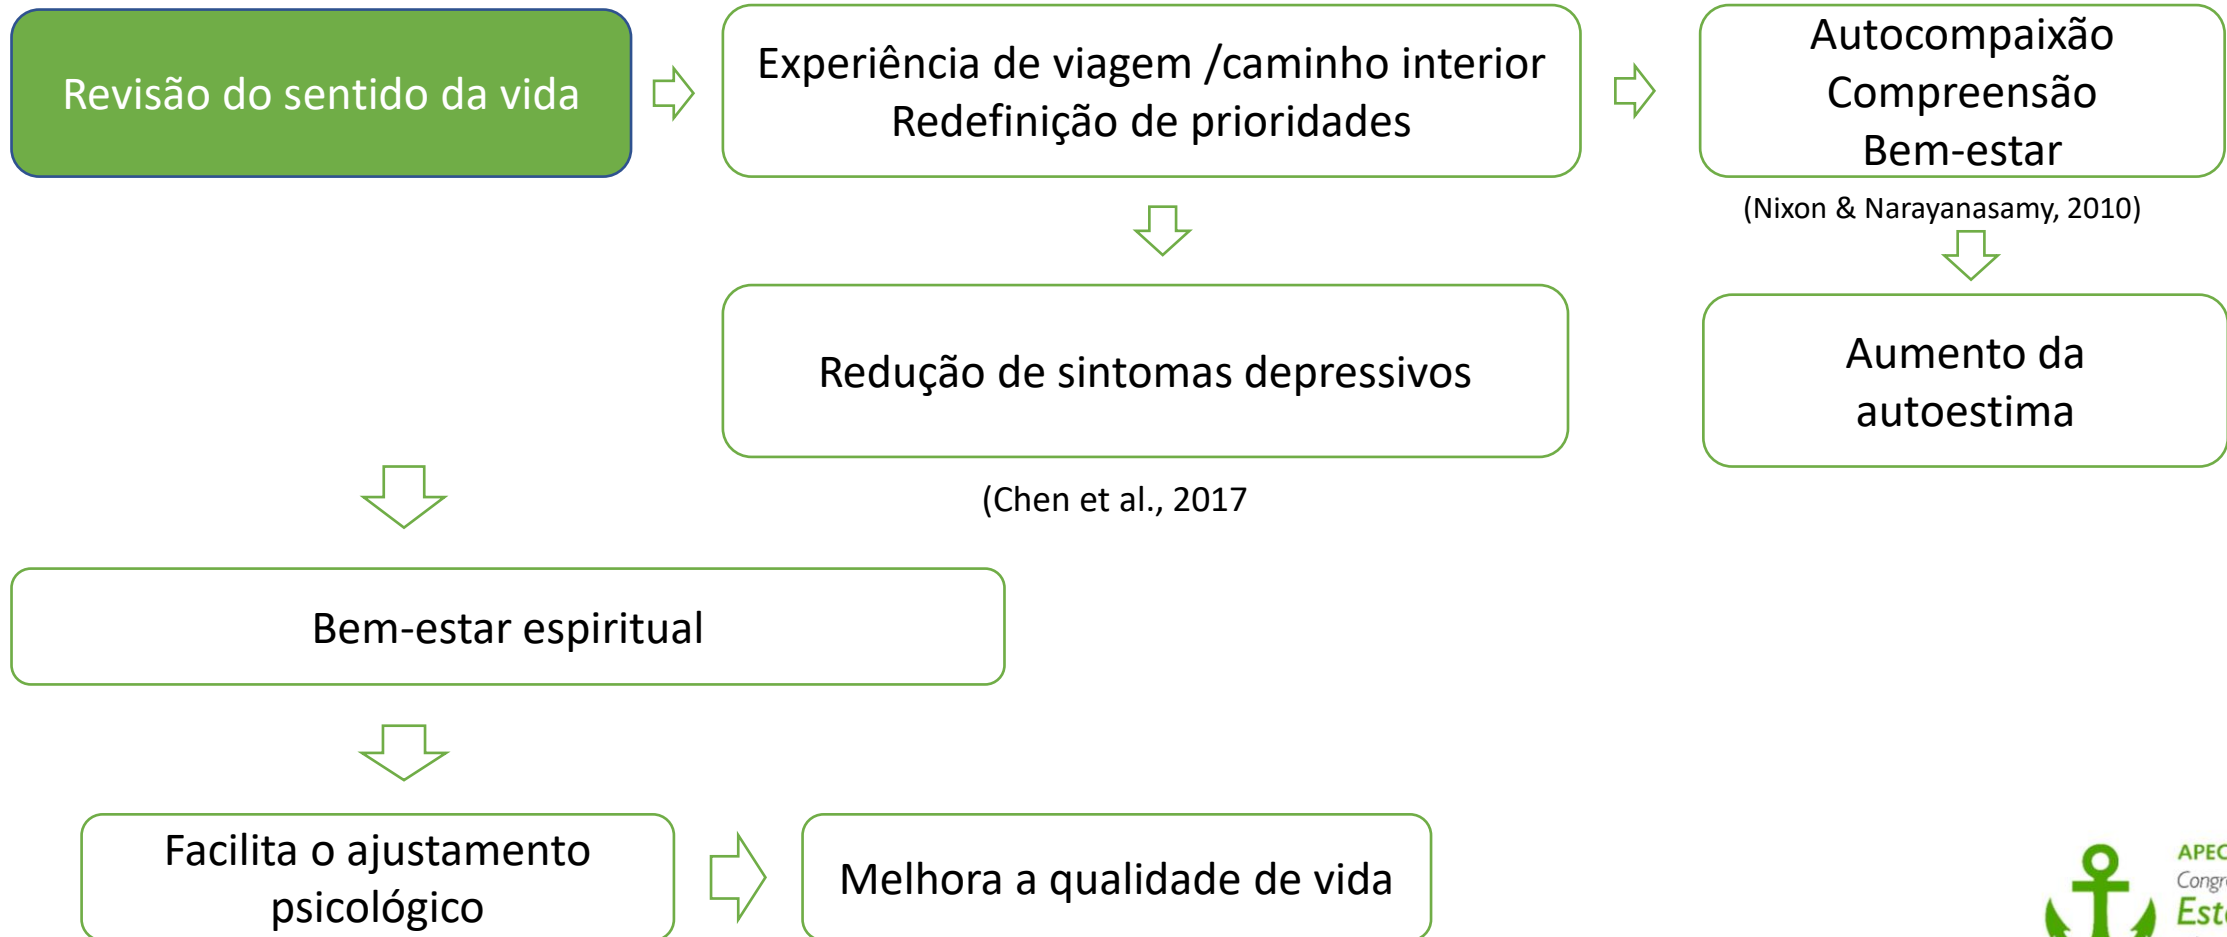 Revisão do sentido da vida
Experiência de viagem /caminho interior
Redefinição de prioridades
Autocompaixão
Compreensão
Bem-estar
(Nixon & Narayanasamy, 2010)
Redução de sintomas depressivos
Aumento da
autoestima
(Chen et al., 2017
Bem-estar espiritual
Facilita o ajustamento
psicológico
Melhora a qualidade de vida